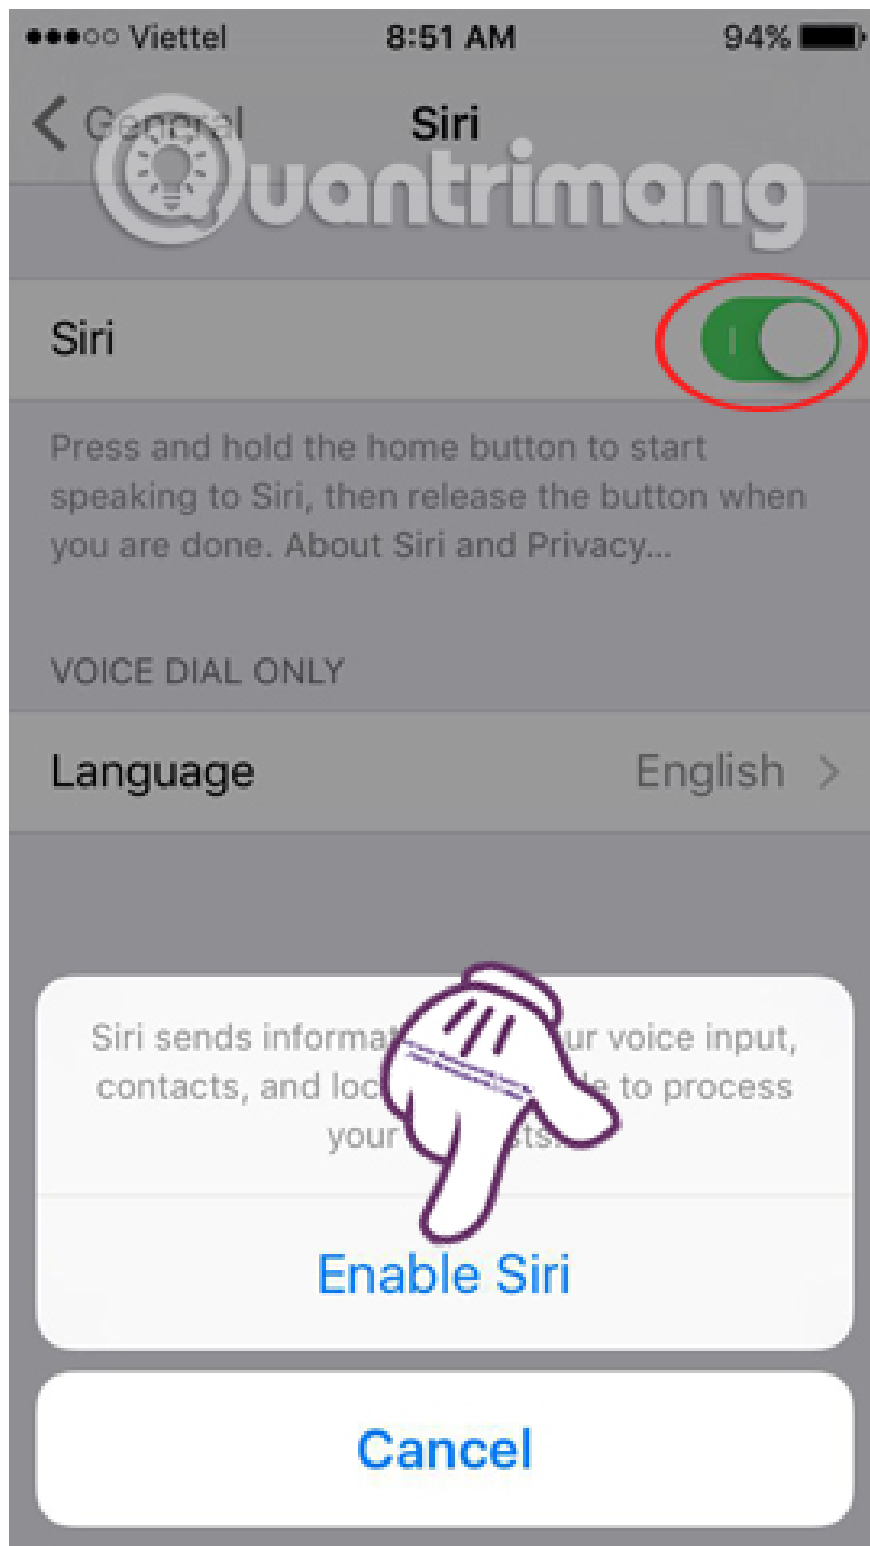 Viettel 8:51 AM 94%
General Siri
Quantrimang
Siri
Press and hold the home button to start
speaking to Siri, then release the button when
you are done. About Siri and Privacy...
VOICE DIAL ONLY
Language English
Siri sends ur voice input,
contacts, and to process
your
Enable Siri
Cancel